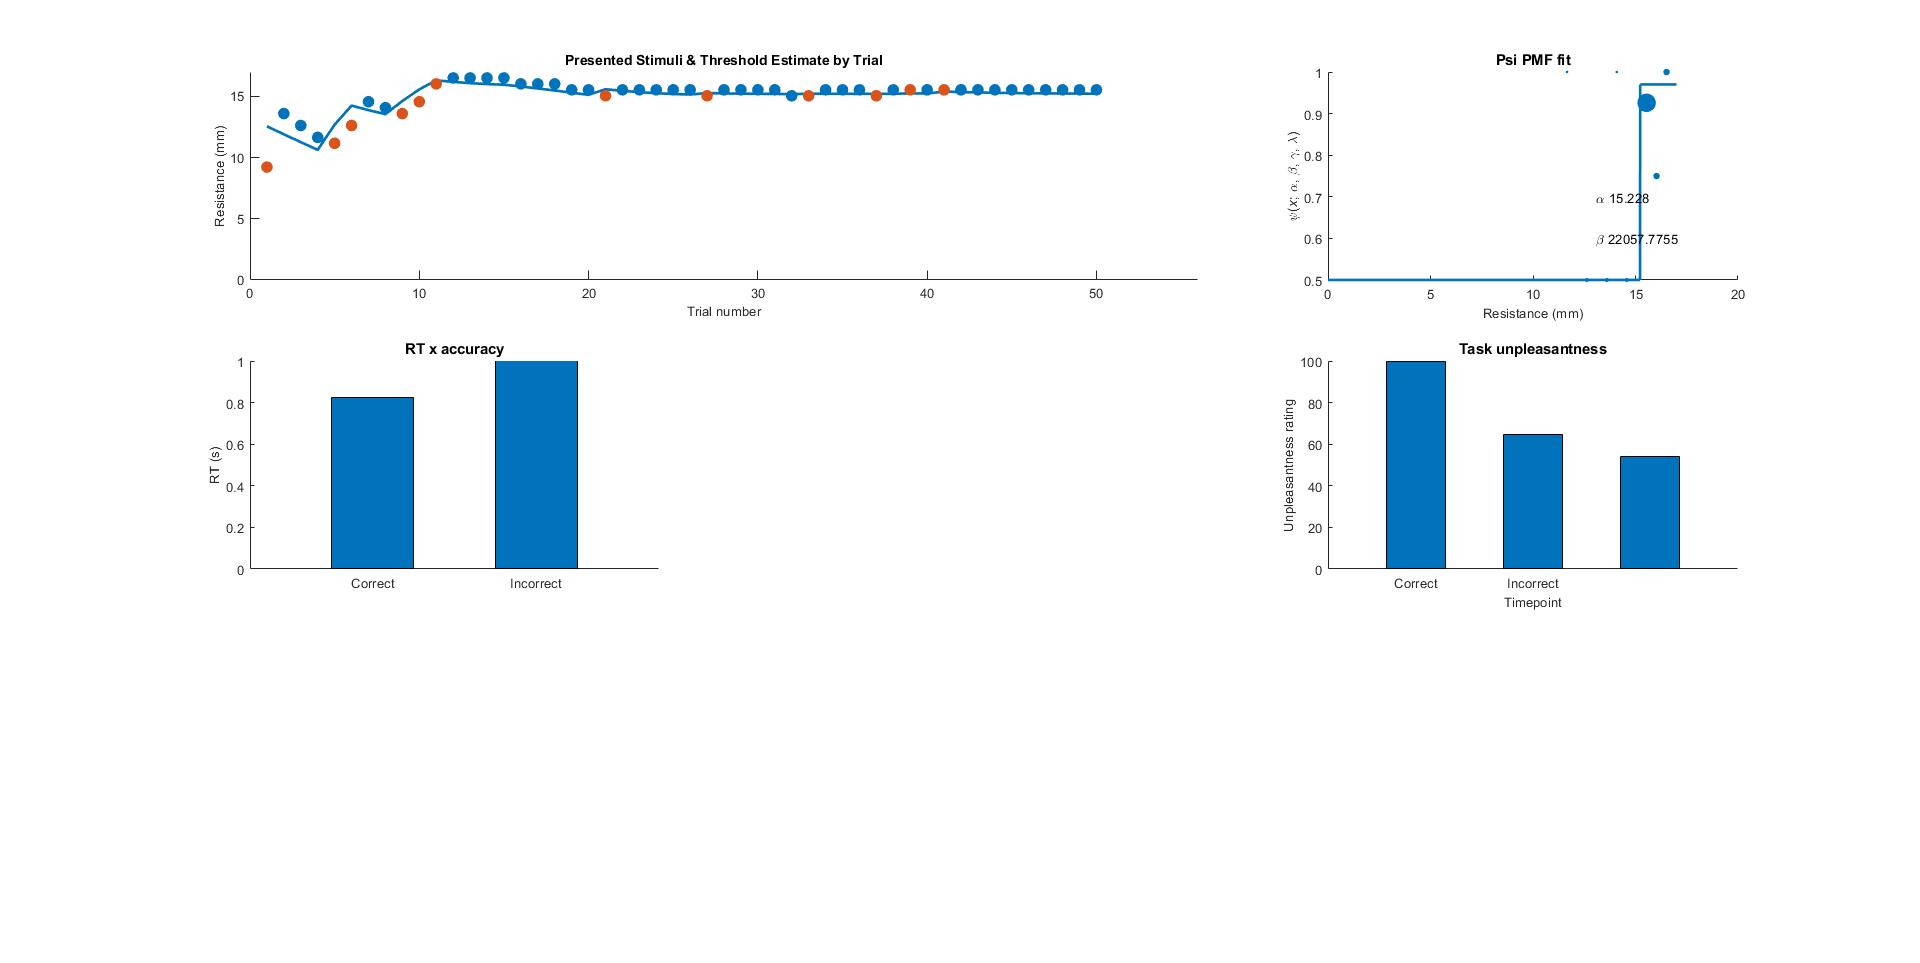 Presented Stimuli & Threshold Estimate by Trial
Resistance (mm)
15
10
5
0
0 10 20 30 40 50
Trial number
Psi PMF fit
ψ(x; α, β, γ, λ)
1
0.9
0.8
0.7
0.6
0.5
α 15.228
β 22057.7755
0 5 10 15 20
Resistance (mm)
RT x accuracy
RT (s)
1
0.8
0.6
0.4
0.2
0
Correct Incorrect
Task unpleasantness
Unpleasantness rating
100
80
60
40
20
0
Correct Incorrect
Timepoint